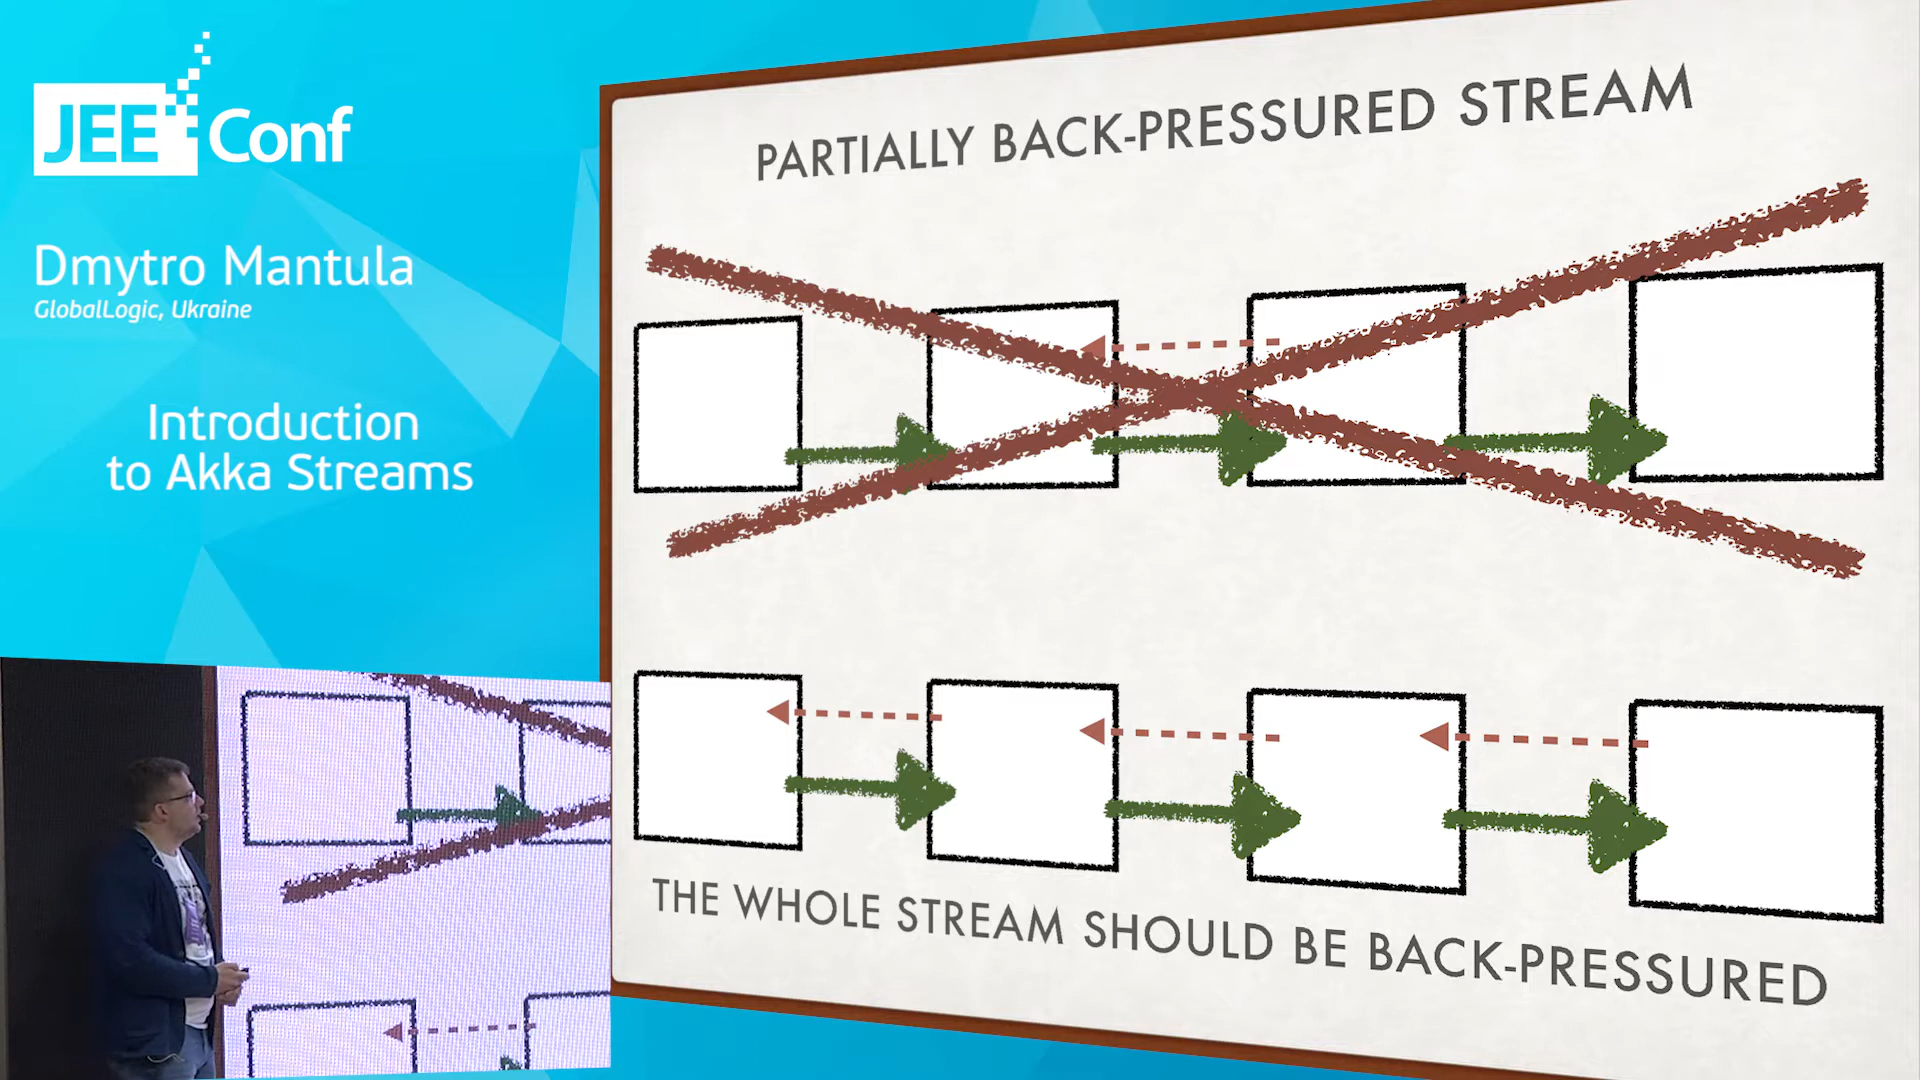 JEE Conf
Dmytro Mantula
GlobalLogic, Ukraine
Introduction
to Akka Streams
PARTIALLY BACK-PRESSURED STREAM
THE WHOLE STREAM SHOULD BE BACK-PRESSURED